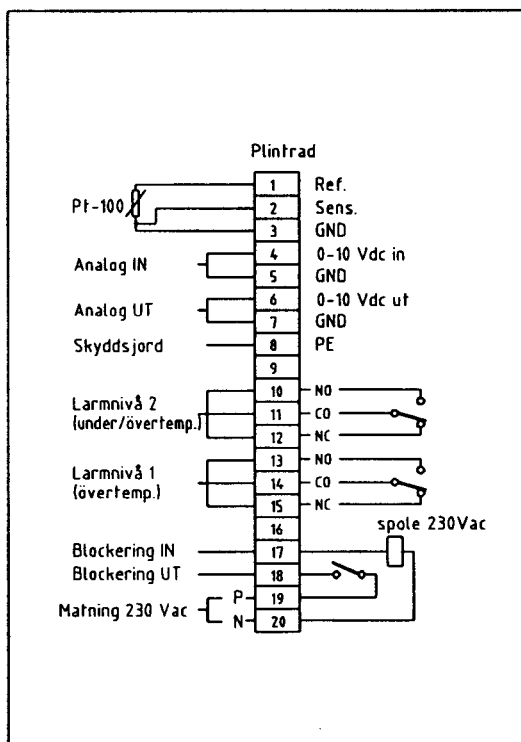 Plintrad
Pt-100 1 Ref.
2 Sens.
3 GND
Analog IN 4 0-10 Vdc in
5 GND
Analog UT 6 0-10 Vdc ut
7 GND
Skyddsjord 8 PE
9
Larmnivå 2 10 NO
(under/övertemp.) 11 CO
12 NC
Larmnivå 1 13 NO
(övertemp.) 14 CO
15 NC
16 spole 230Vac
Blockering IN 17
Blockering UT 18
Matning 230 Vac P 19
N 20